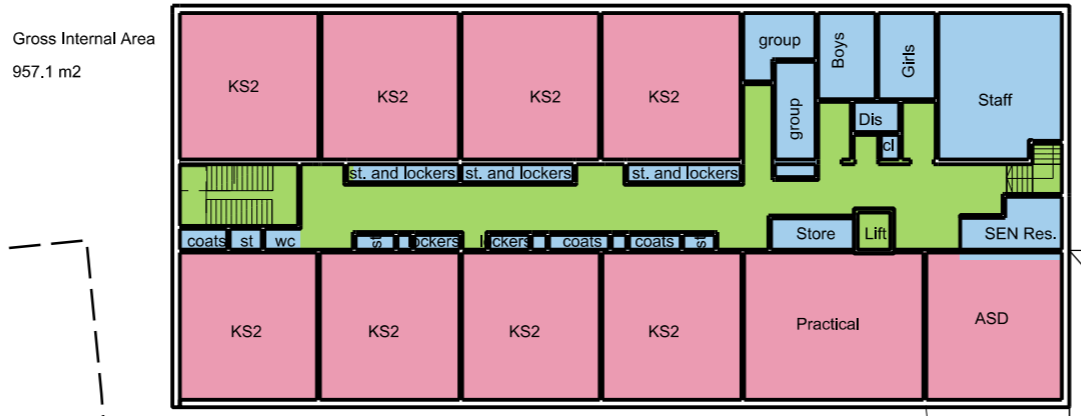 Gross Internal Area
957.1 m2
KS2
KS2
KS2
KS2
group
group
Boys
Girls
Staff
Dis
cl
st. and lockers
st. and lockers
st. and lockers
coats
st
wc
st
lockers
lockers
coats
coats
st
Store
Lift
SEN Res.
KS2
KS2
KS2
KS2
Practical
ASD